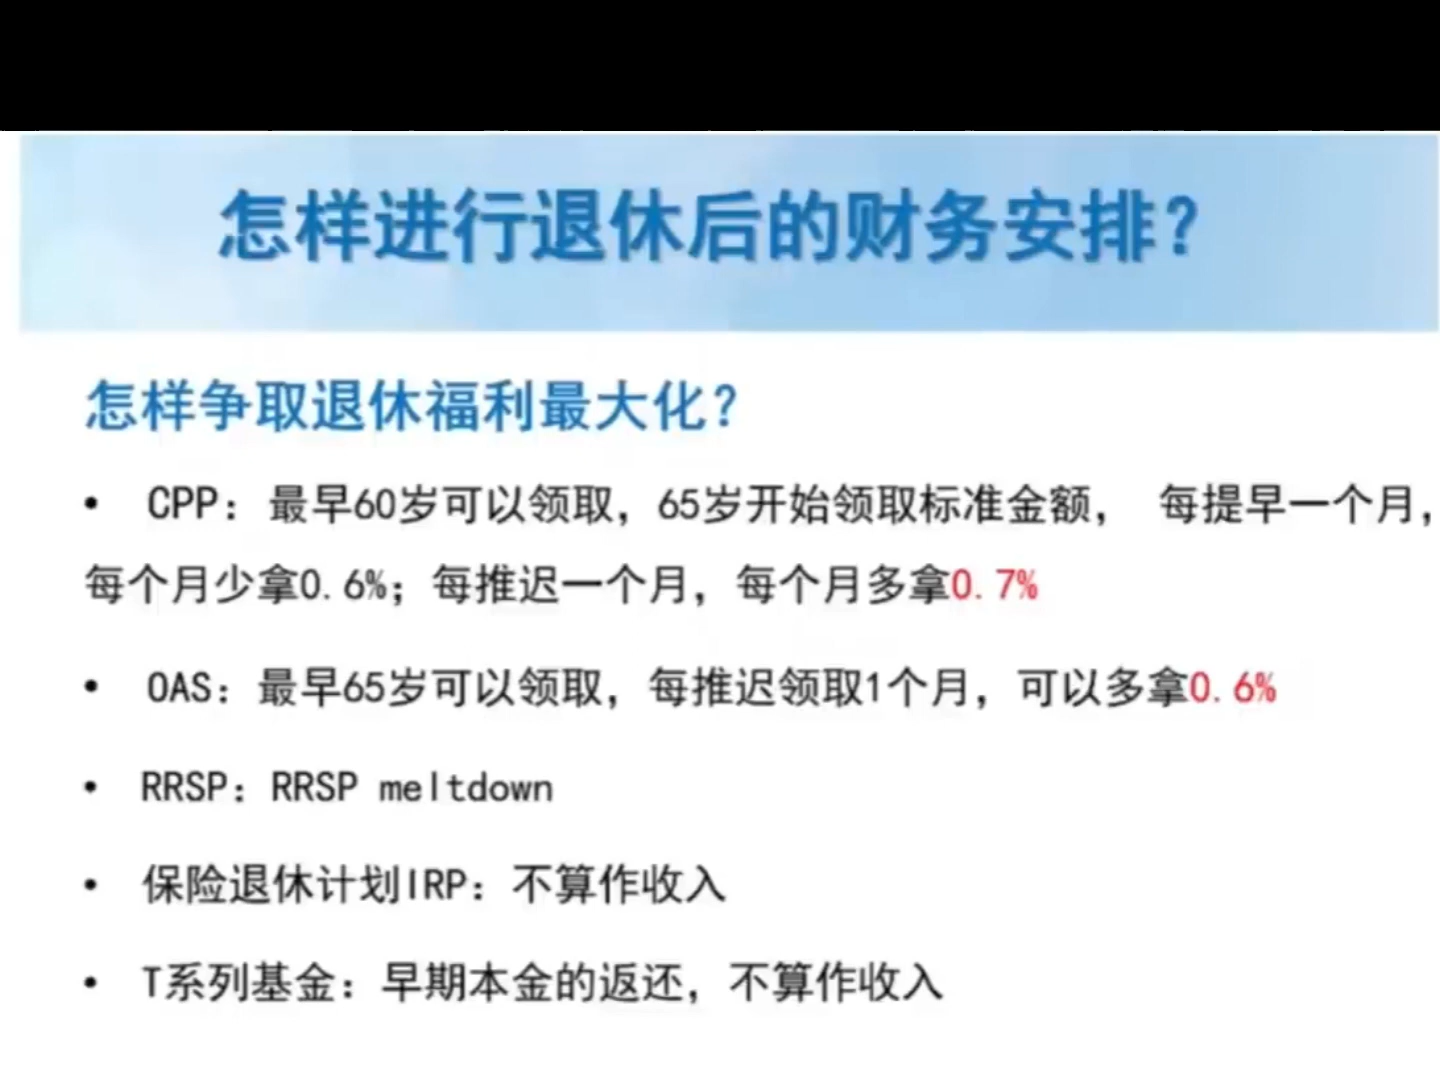 怎样进行退休后的财务安排？
怎样争取退休福利最大化？
• CPP：最早60岁可以领取，65岁开始领取标准金额， 每提早一个月，
每个月少拿0.6%；每推迟一个月，每个月多拿0.7%
• OAS：最早65岁可以领取，每推迟领取1个月，可以多拿0.6%
• RRSP：RRSP meltdown
• 保险退休计划IRP：不算作收入
• T系列基金：早期本金的返还，不算作收入